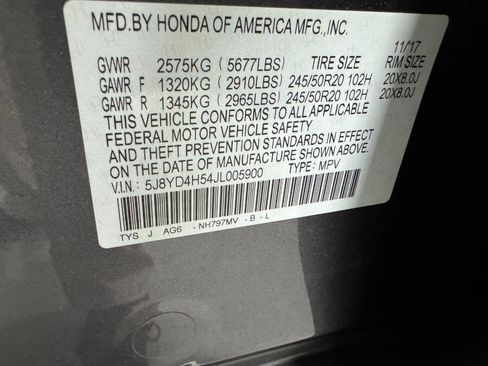 MFD.BY HONDA OF AMERICA MFG.,INC.
11/17
GVWR 2575KG (5677LBS) TIRE SIZE RIM SIZE
GAWR F 1320KG (2910LBS) 245/50R20 102H 20X8.0J
GAWR R 1345KG (2965LBS) 245/50R20 102H 20X8.0J
THIS VEHICLE CONFORMS TO ALL APPLICABLE
FEDERAL MOTOR VEHICLE SAFETY
AND THEFT PREVENTION STANDARDS IN EFFECT
ON THE DATE OF MANUFACTURE SHOWN ABOVE.
V.I.N.: 5J8YD4H54JL005900 TYPE: MPV
TYS J AG6 -NH797MV -B -L